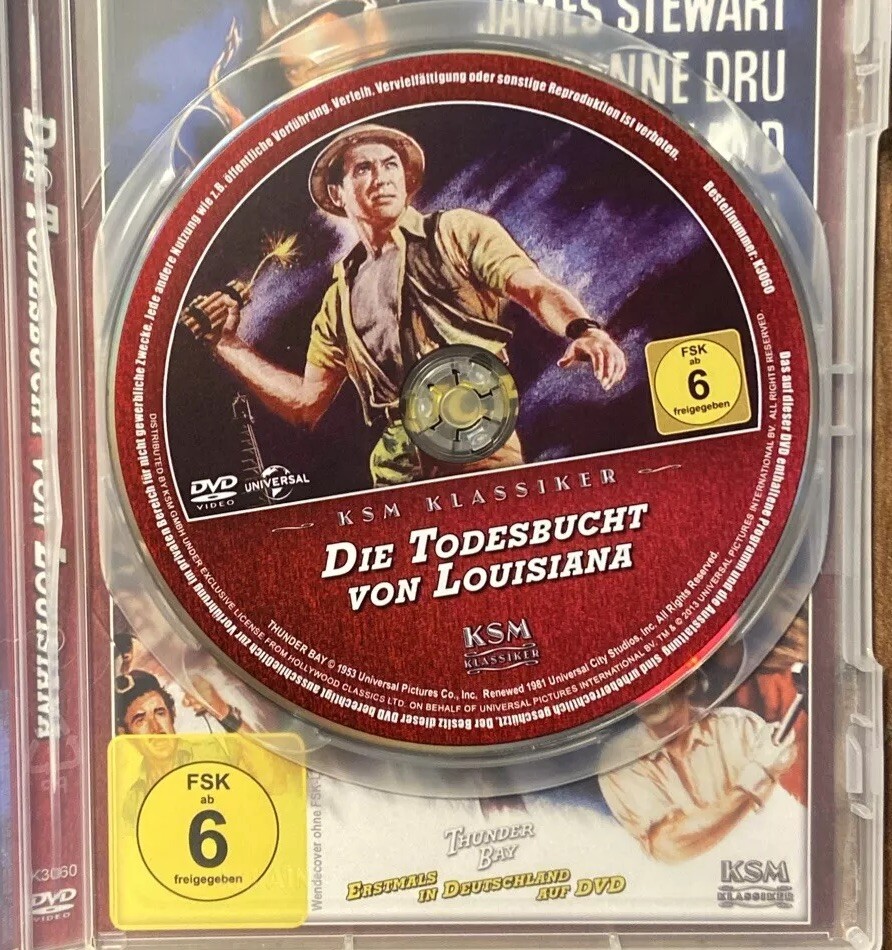 JAMES STEWART
NNE DRU
AND
Die Todesbucht von Louisiana
K3060
DVD
VIDEO
Das auf dieser DVD enthaltene Programm und die Ausstattung sind urheberrechtlich geschützt. Der Besitz dieser DVD berechtigt ausschliesslich zur Vorführung im privaten Bereich für nicht gewerbliche Zwecke. Jede andere Nutzung wie z.B. öffentliche Vorführung, Verleih, Vervielfältigung oder sonstige Reproduktion ist verboten.
Bestellnummer: K3060
FSK
ab
6
freigegeben
DVD
VIDEO
UNIVERSAL
KSM KLASSIKER
Die Todesbucht
von Louisiana
KSM
KLASSIKER
THUNDER BAY © 1953 Universal Pictures Co., Inc. Renewed 1981 Universal City Studios, Inc. All Rights Reserved.
DISTRIBUTED BY KSM GMBH UNDER EXCLUSIVE LICENSE FROM HOLLYWOOD CLASSICS LTD. ON BEHALF OF UNIVERSAL PICTURES INTERNATIONAL BV. TM & © 2013 UNIVERSAL PICTURES INTERNATIONAL BV. ALL RIGHTS RESERVED.
FSK
ab
6
freigegeben
Wendecover ohne FSK-L
Thunder
Bay
Erstmals
in Deutschland
auf DVD
KSM
KLASSIKER